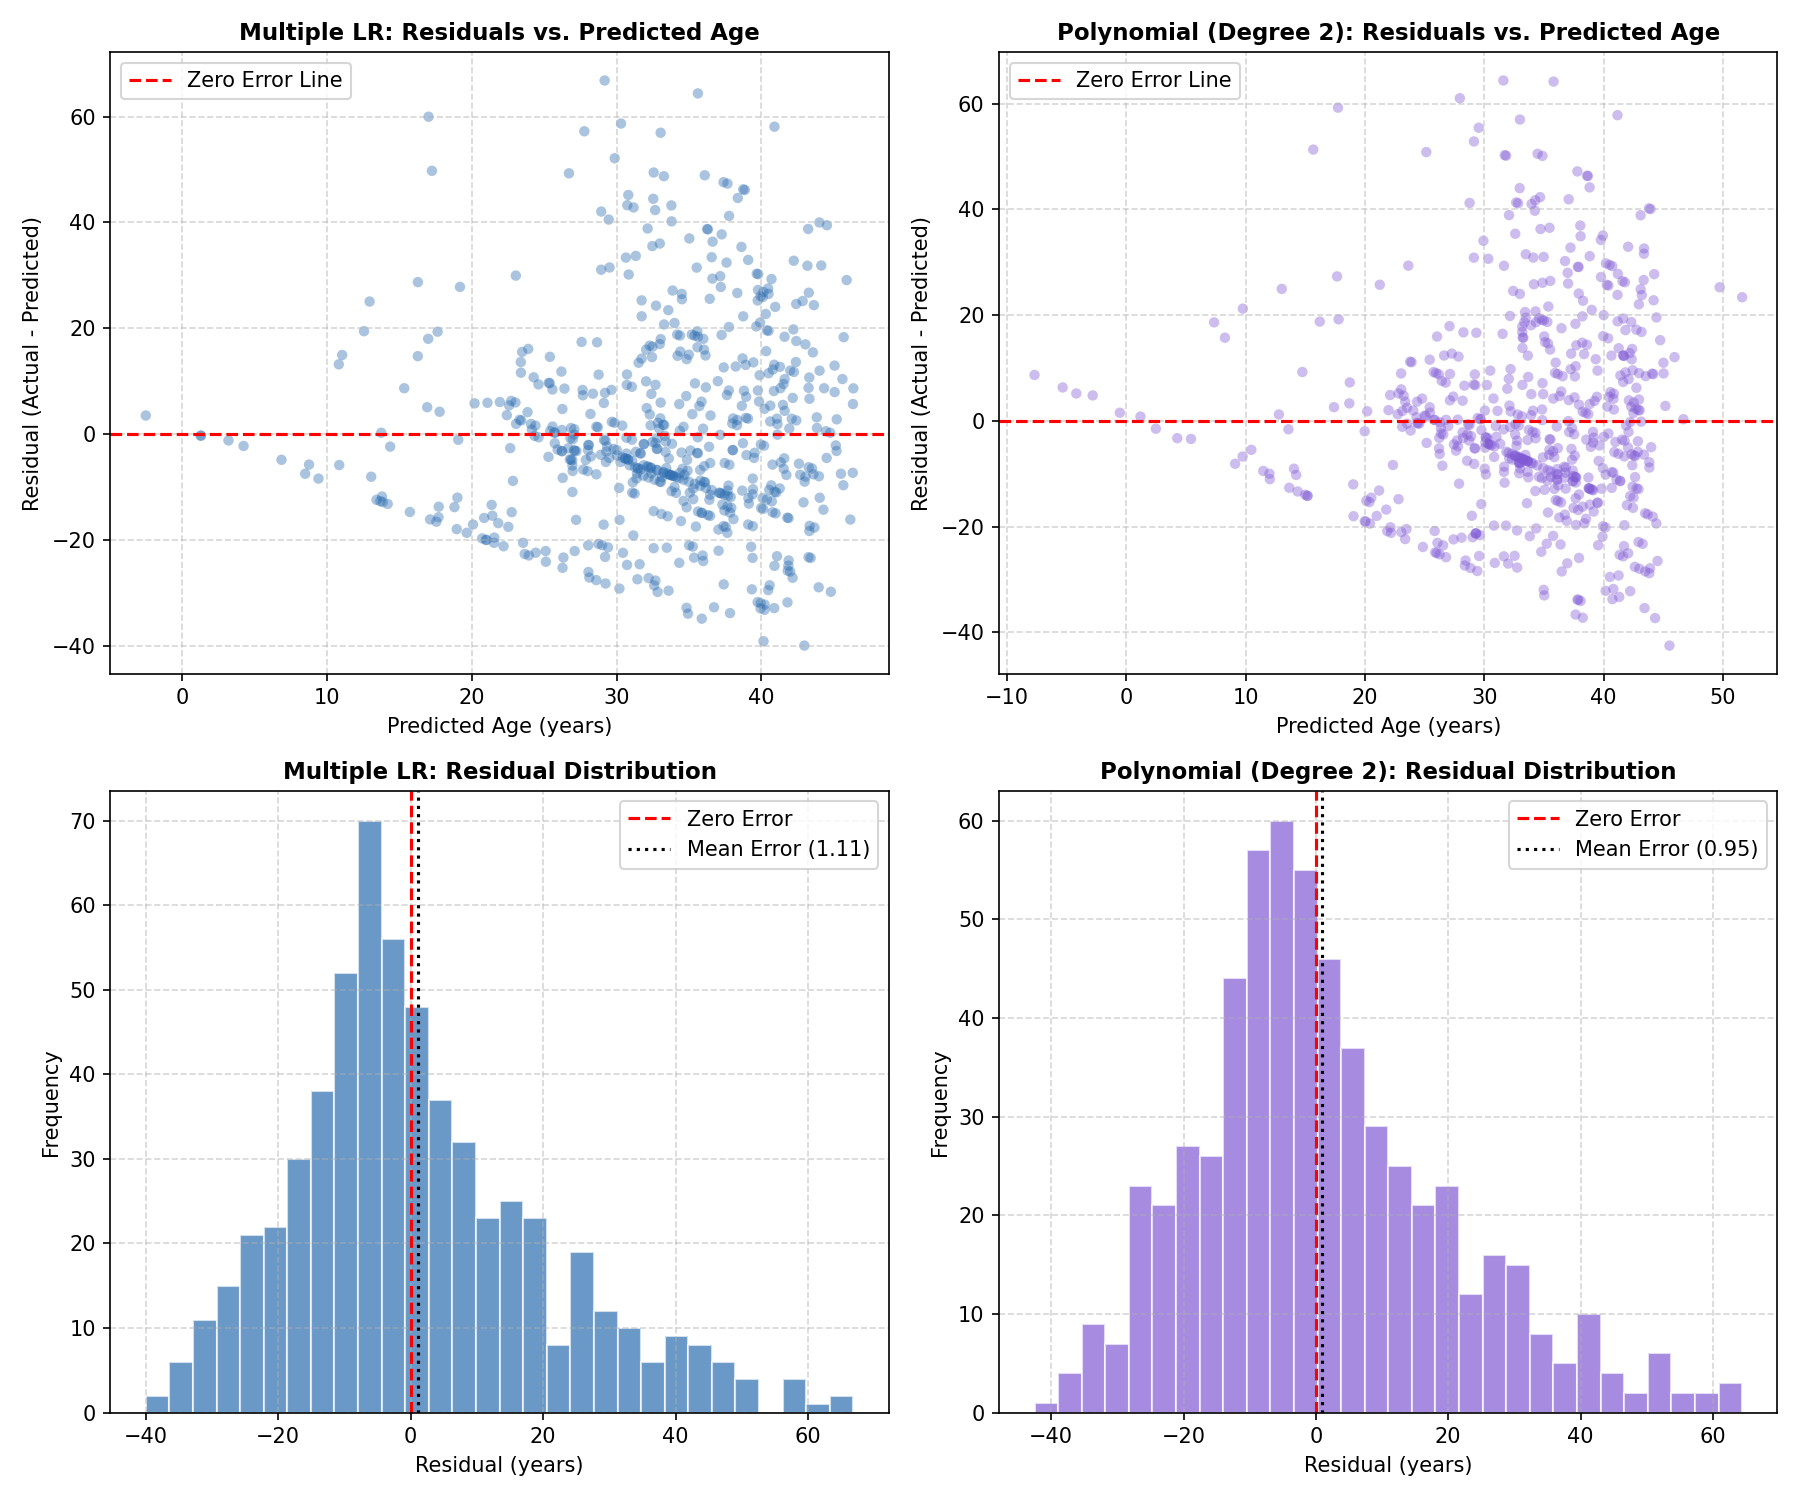 Multiple LR: Residuals vs. Predicted Age
Zero Error Line
60
40
20
0
−20
−40
Residual (Actual - Predicted)
0
10
20
30
40
Predicted Age (years)
Polynomial (Degree 2): Residuals vs. Predicted Age
Zero Error Line
60
40
20
0
−20
−40
Residual (Actual - Predicted)
−10
0
10
20
30
40
50
Predicted Age (years)
Multiple LR: Residual Distribution
Zero Error
Mean Error (1.11)
70
60
50
40
30
20
10
0
Frequency
−40
−20
0
20
40
60
Residual (years)
Polynomial (Degree 2): Residual Distribution
Zero Error
Mean Error (0.95)
60
50
40
30
20
10
0
Frequency
−40
−20
0
20
40
60
Residual (years)